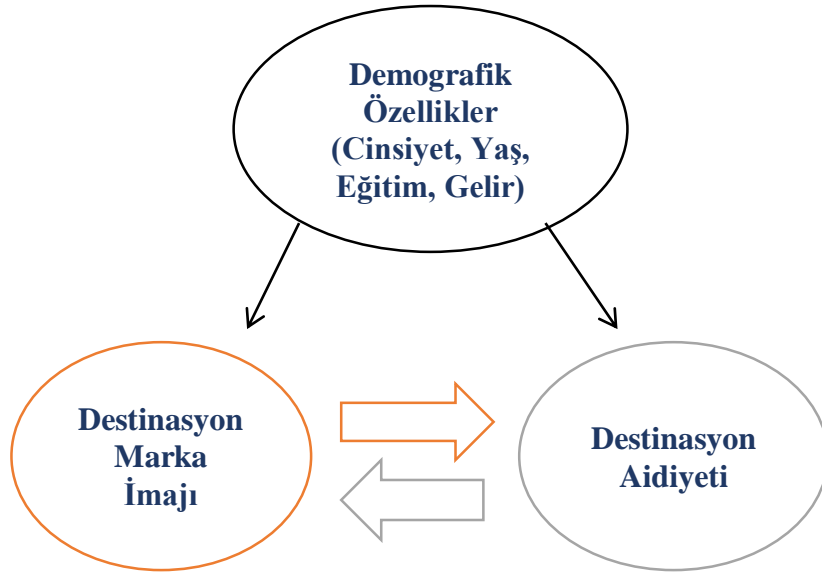 Demografik
Özellikler
(Cinsiyet, Yaş,
Eğitim, Gelir)
Destinasyon
Marka
İmajı
Destinasyon
Aidiyeti